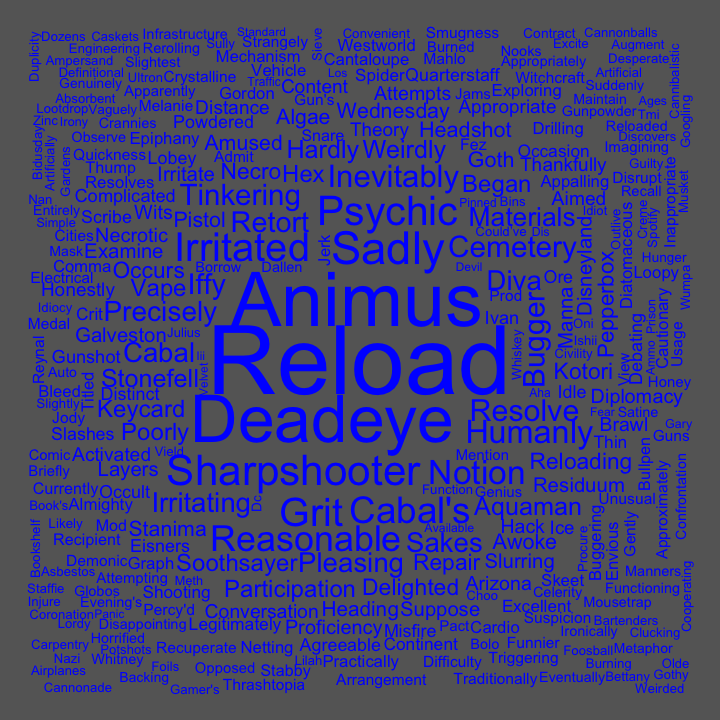 Dozens Caskets Infrastructure Standard Strangely Sieve Convenient Smugness Contract Cannonballs
Duplicity Engineering Rerolling Sully Westworld Burned Nooks Excite Augment
Ampersand Mechanism Cantaloupe Mahlo Appropriately Desperate
Definitional Slightest Vehicle Los Spider Quarterstaff Witchcraft Artificial Cannibalistic
Genuinely Ultron Crystalline Traffic Content Attempts Jams Exploring Suddenly
Absorbent Apparently Gordon Gun's Wednesday Appropriate Maintain Ages
Lootdrop Vaguely Melanie Distance Algae Gunpowder Tmi Googling
Zinc Irony Crannies Powdered Snare Theory Headshot Drilling Reloaded
Bidusday Observe Epiphany Amused Hardly Weirdly Fez Occasion Discovers
Artificially Gardens Quickness Lobey Admit Goth Thankfully Imagining
Thump Irritate Necro Hex Inevitably Began Appalling Guilty
Nan Resolves Tinkering Psychic Pinned Bins Aimed Disrupt Inappropriate Musket
Entirely Complicated Wits Retort Materials Idiot Recall
Simple Scribe Pistol Jerk Could've Dis Outlive Creme Spotify
Cities Necrotic Irritated Sadly Cemetery Disneyland Diatomaceous
Mask Examine Pepperbox Hunger
Comma Occurs Borrow Dallen Devil Diva Ore Loopy
Electrical Vape Iffy Animus Prod Manna Wumpa
Honestly Precisely Bugger
Idiocy Crit Ivan Oni Debating Cautionary Prison
Medal Galveston Julius Reload Whiskey Ishii Usage
Reynal Gunshot Cabal Iii Civility View Ammo
Auto Titled Stonefell Velvet Aha Kotori Honey
Bleed Distinct Deadeye Idle Diplomacy
Slightly Keycard Resolve Fear Satine
Jody Poorly Humanly Brawl Gary
Slashes Thin Guns
Comic Activated Sharpshooter Notion Mention Reloading Bullpen
Briefly Layers Genius Residuum
Currently Occult Function Unusual Approximately Confrontation
Book's Almighty Irritating Dc Grit Cabal's Aquaman
Likely Mod Stanima Available Hack Ice
Bookshelf Recipient Eisners Reasonable Sakes Awoke Procure Buggering Envious Gently
Demonic Graph Soothsayer Pleasing Repair Slurring
Asbestos Attempting Meth Skeet Manners
Staffie Globos Shooting Participation Delighted Arizona Celerity Functioning Cooperating
Injure Evening's Choo Excellent Mousetrap
Coronation Panic Percy'd Conversation Heading Suppose Suspicion Bartenders
Lordy Disappointing Legitimately Proficiency Misfire Pact Cardio Ironically Clucking
Carpentry Horrified Recuperate Netting Agreeable Continent Bolo Funnier Foosball Metaphor
Nazi Potshots
Airplanes Whitney Foils Opposed Stabby Lilah Practically Difficulty Triggering Burning Olde
Backing Arrangement Traditionally Eventually Bettany Gothy
Cannonade Gamer's Thrashtopia Weirded
Vield